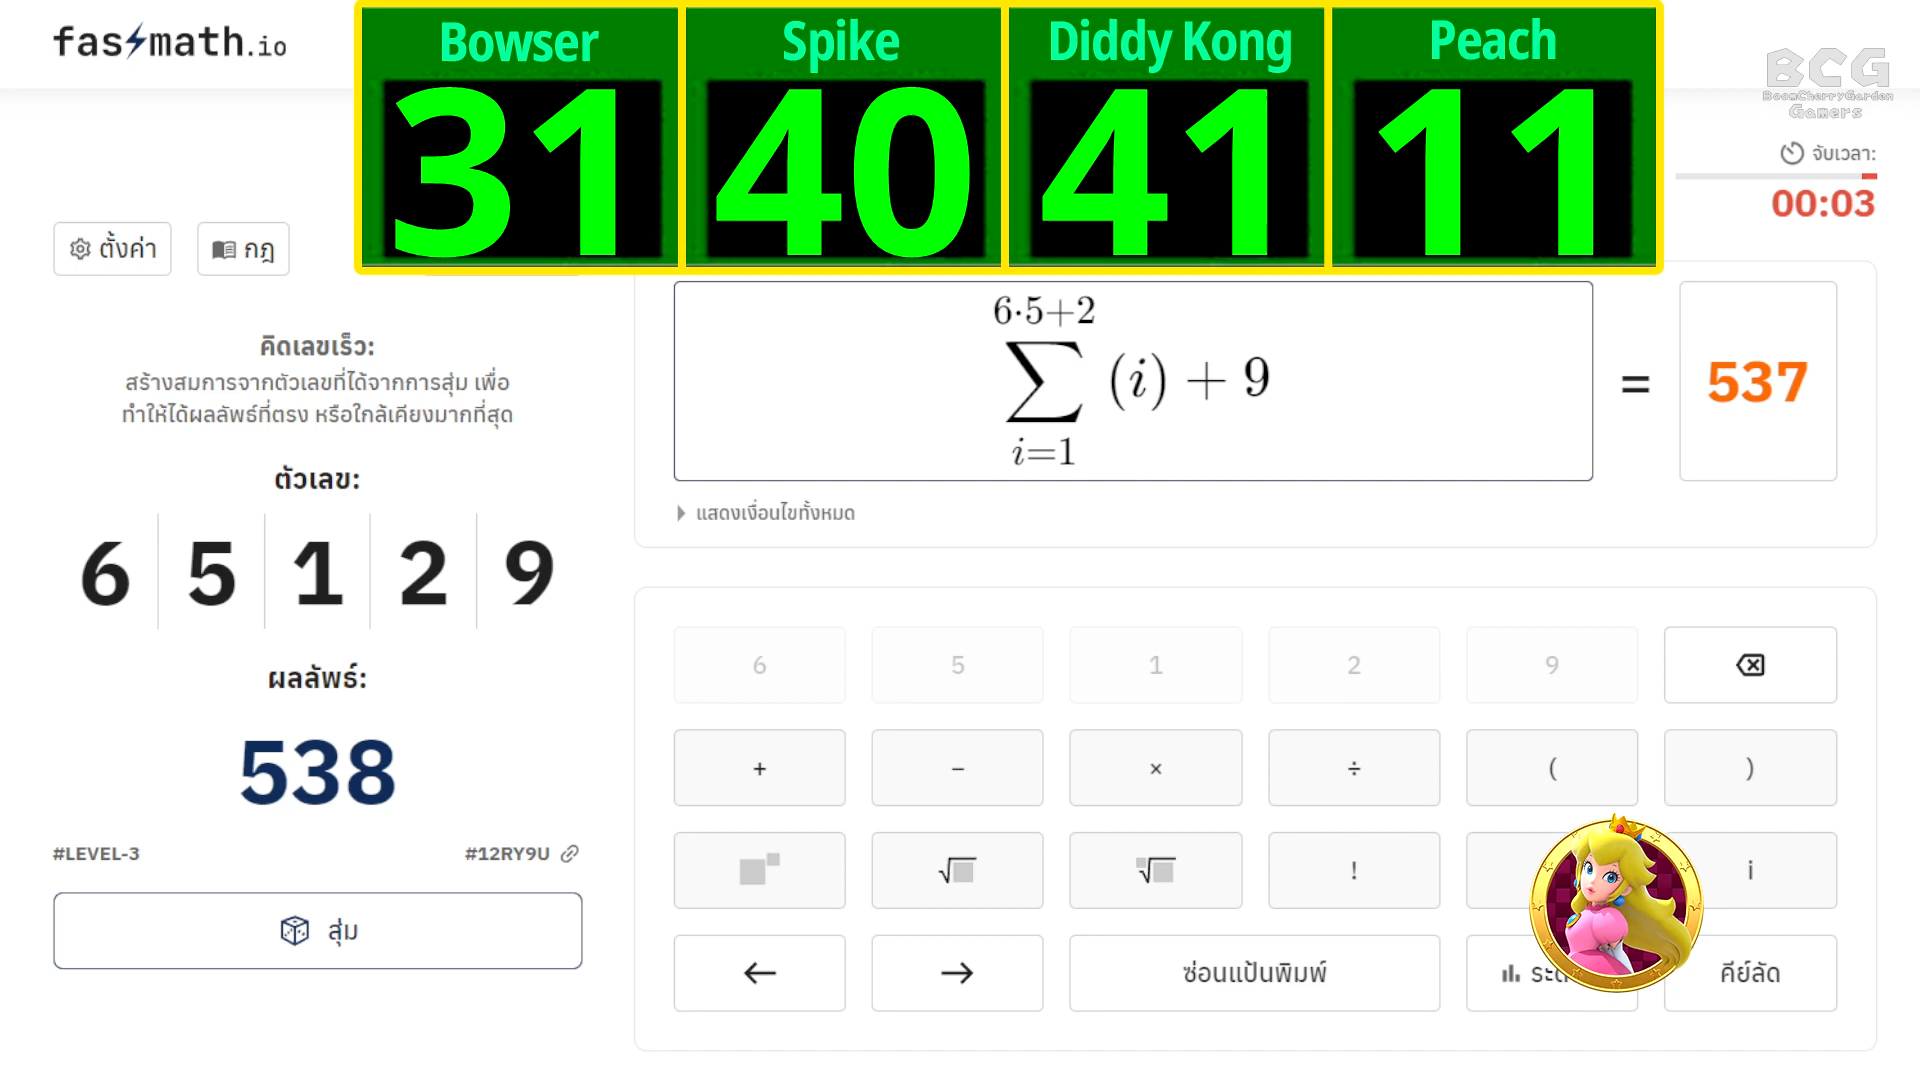 fasmath.io
Bowser
31
Spike
40
Diddy Kong
41
Peach
11
BCG
BoomCherryGarden
Gamers
จับเวลา:
00:03
ตั้งค่า
กฎ
คิดเลขเร็ว:
สร้างสมการจากตัวเลขที่ได้จากการสุ่ม เพื่อ
ทำให้ได้ผลลัพธ์ที่ตรง หรือใกล้เคียงมากที่สุด
ตัวเลข:
6 5 1 2 9
ผลลัพธ์:
538
#LEVEL-3
#12RY9U
สุ่ม
6·5+2
∑ (i) + 9
i=1
= 537
แสดงเงื่อนไขทั้งหมด
6 5 1 2 9
+ − × ÷ ( )
√ √ ! i
← → ซ่อนแป้นพิมพ์ คีย์ลัด